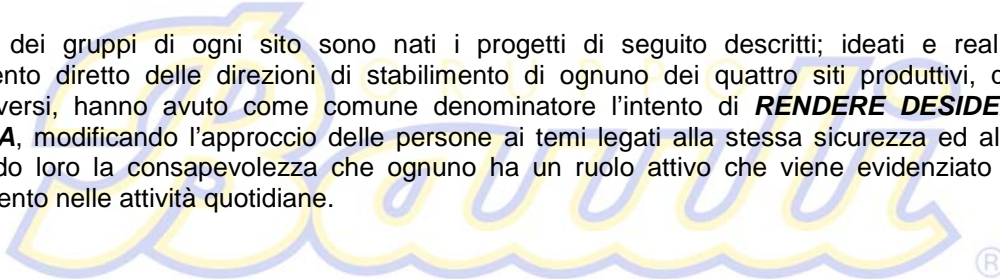 dei gruppi di ogni sito sono nati i progetti di seguito descritti; ideati e real
ento diretto delle direzioni di stabilimento di ognuno dei quattro siti produttivi,
versi, hanno avuto come comune denominatore l'intento di RENDERE DESIDE
A, modificando l'approccio delle persone ai temi legati alla stessa sicurezza ed al
do loro la consapevolezza che ognuno ha un ruolo attivo che viene evidenziato
ento nelle attività quotidiane.
GRUPPO
Bauli
®